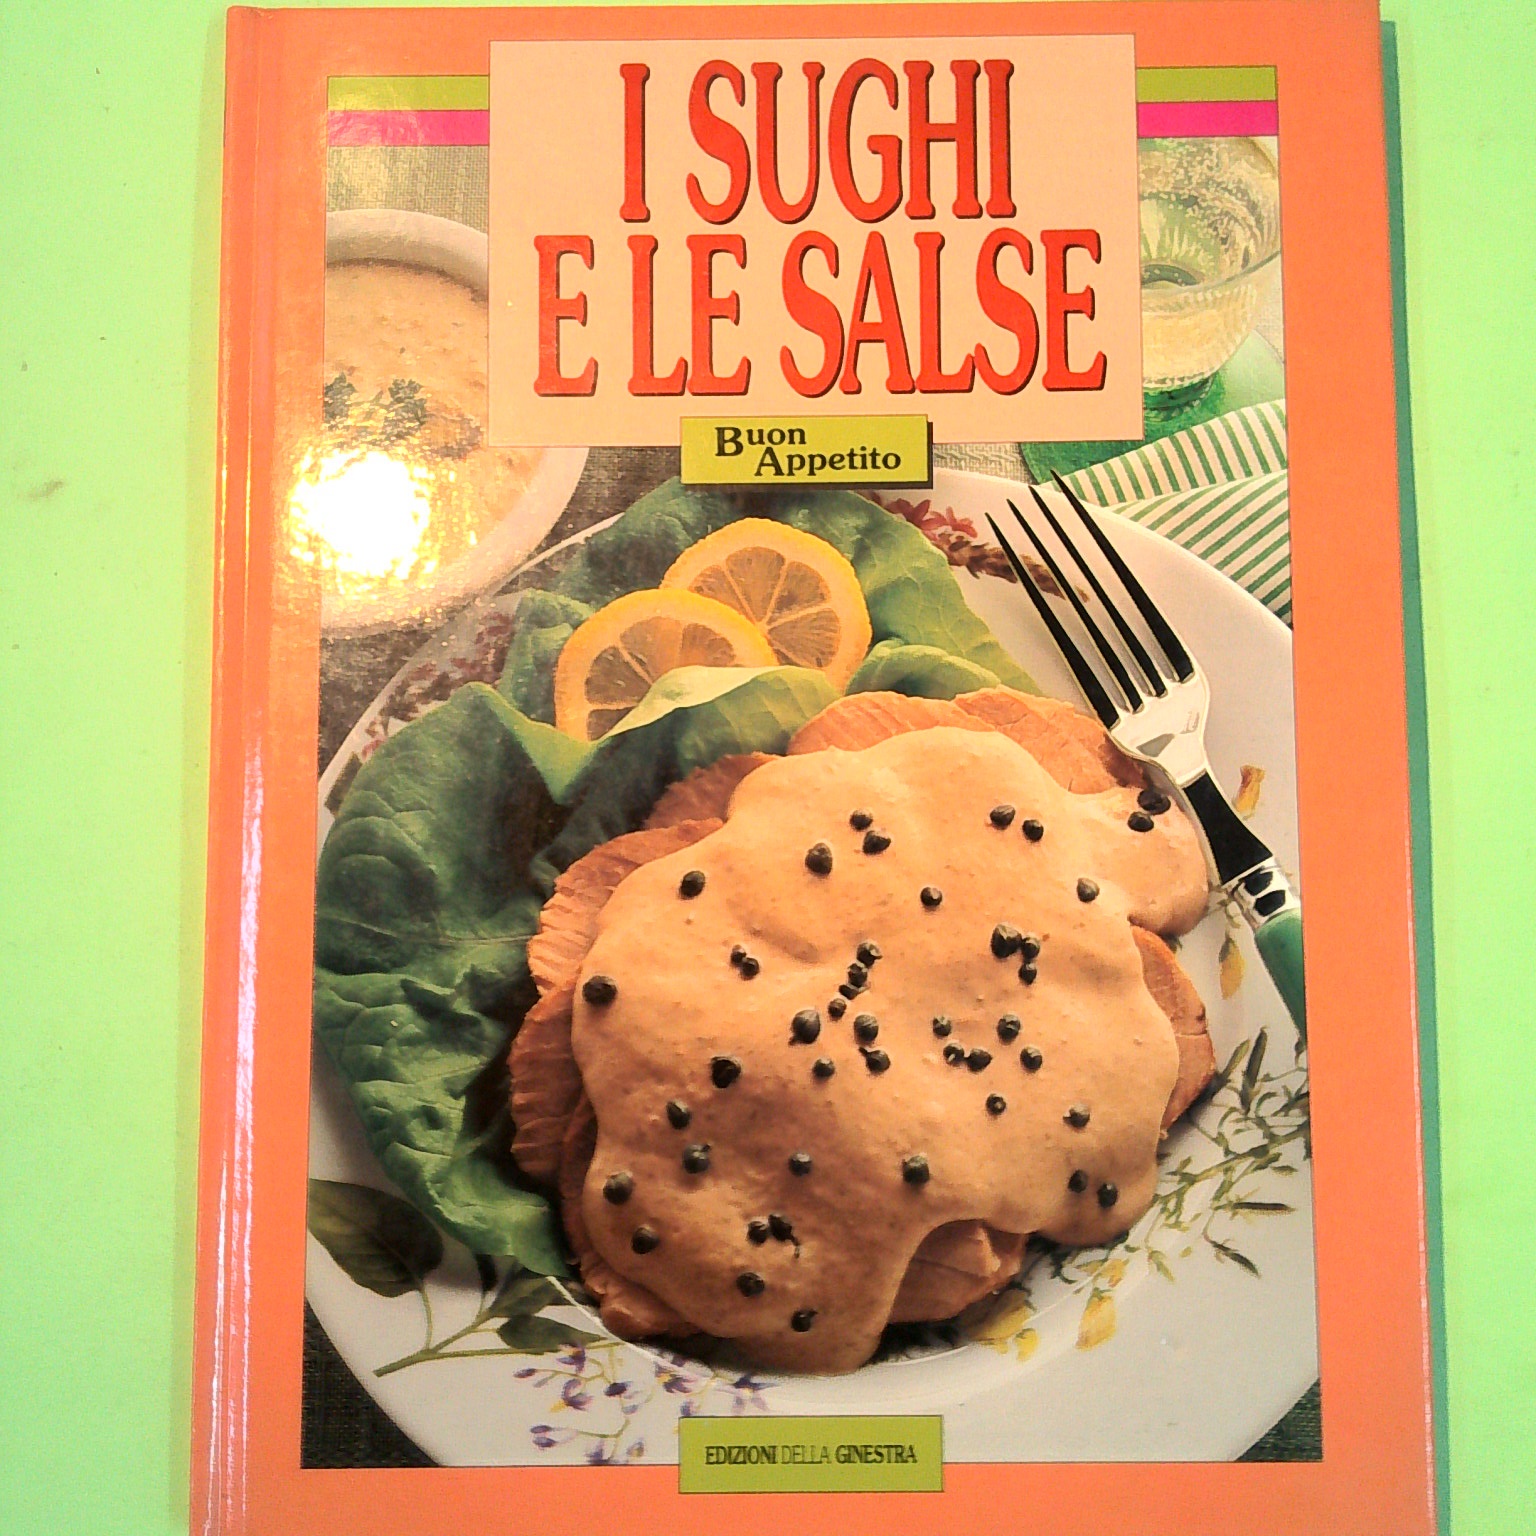 I SUGHI
E LE SALSE
Buon
Appetito
EDIZIONI DELLA GINESTRA